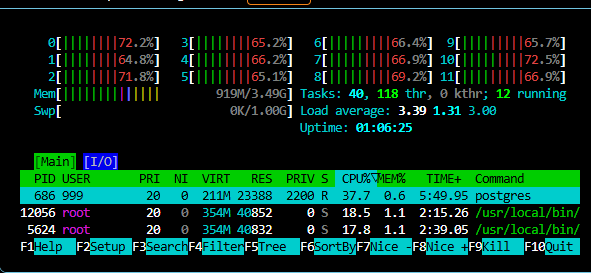 0[||||||||||72.2%] 3[||||||||||65.2%] 6[||||||||||66.4%] 9[||||||||||65.7%]
1[||||||||||64.8%] 4[||||||||||66.2%] 7[||||||||||66.9%] 10[||||||||||72.5%]
2[||||||||||71.8%] 5[||||||||||65.1%] 8[||||||||||69.2%] 11[||||||||||66.9%]
Mem[||||||||||||||||919M/3.49G] Tasks: 40, 118 thr, 0 kthr; 12 running
Swp[0K/1.00G] Load average: 3.39 1.31 3.00
Uptime: 01:06:25
[Main] [I/O]
PID USER PRI NI VIRT RES PRIV S CPU%▽MEM% TIME+ Command
686 999 20 0 211M 23388 2200 R 37.7 0.6 5:49.95 postgres
12056 root 20 0 354M 40852 0 S 18.5 1.1 2:15.26 /usr/local/bin/
5624 root 20 0 354M 40832 0 S 17.8 1.1 2:39.05 /usr/local/bin/
F1Help F2Setup F3SearchF4FilterF5Tree F6SortByF7Nice -F8Nice +F9Kill F10Quit